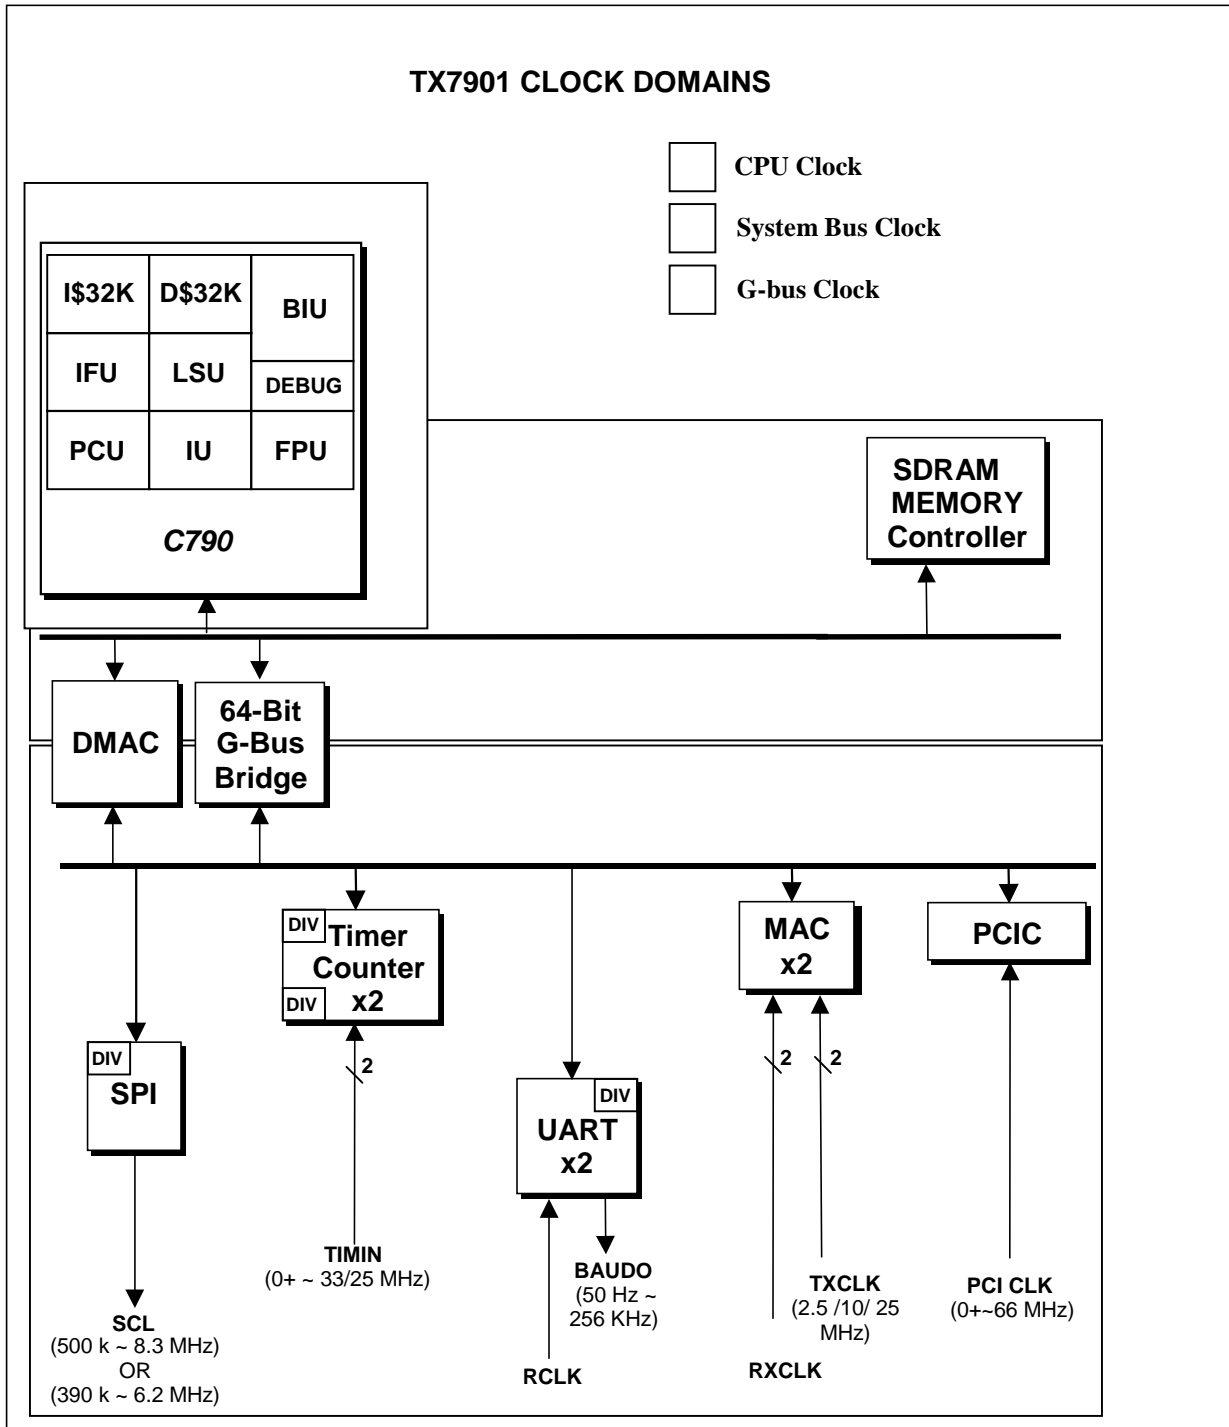 TX7901 CLOCK DOMAINS
CPU Clock
System Bus Clock
G-bus Clock
I$32K
D$32K
BIU
IFU
LSU
DEBUG
PCU
IU
FPU
C790
SDRAM
MEMORY
Controller
DMAC
64-Bit
G-Bus
Bridge
DIV
Timer
Counter
x2
DIV
MAC
x2
PCIC
DIV
SPI
2
DIV
UART
x2
2
2
TIMIN
(0+ ~ 33/25 MHz)
BAUDO
(50 Hz ~
256 KHz)
TXCLK
(2.5 /10/ 25
MHz)
PCI CLK
(0+~66 MHz)
SCL
(500 k ~ 8.3 MHz)
OR
(390 k ~ 6.2 MHz)
RCLK
RXCLK